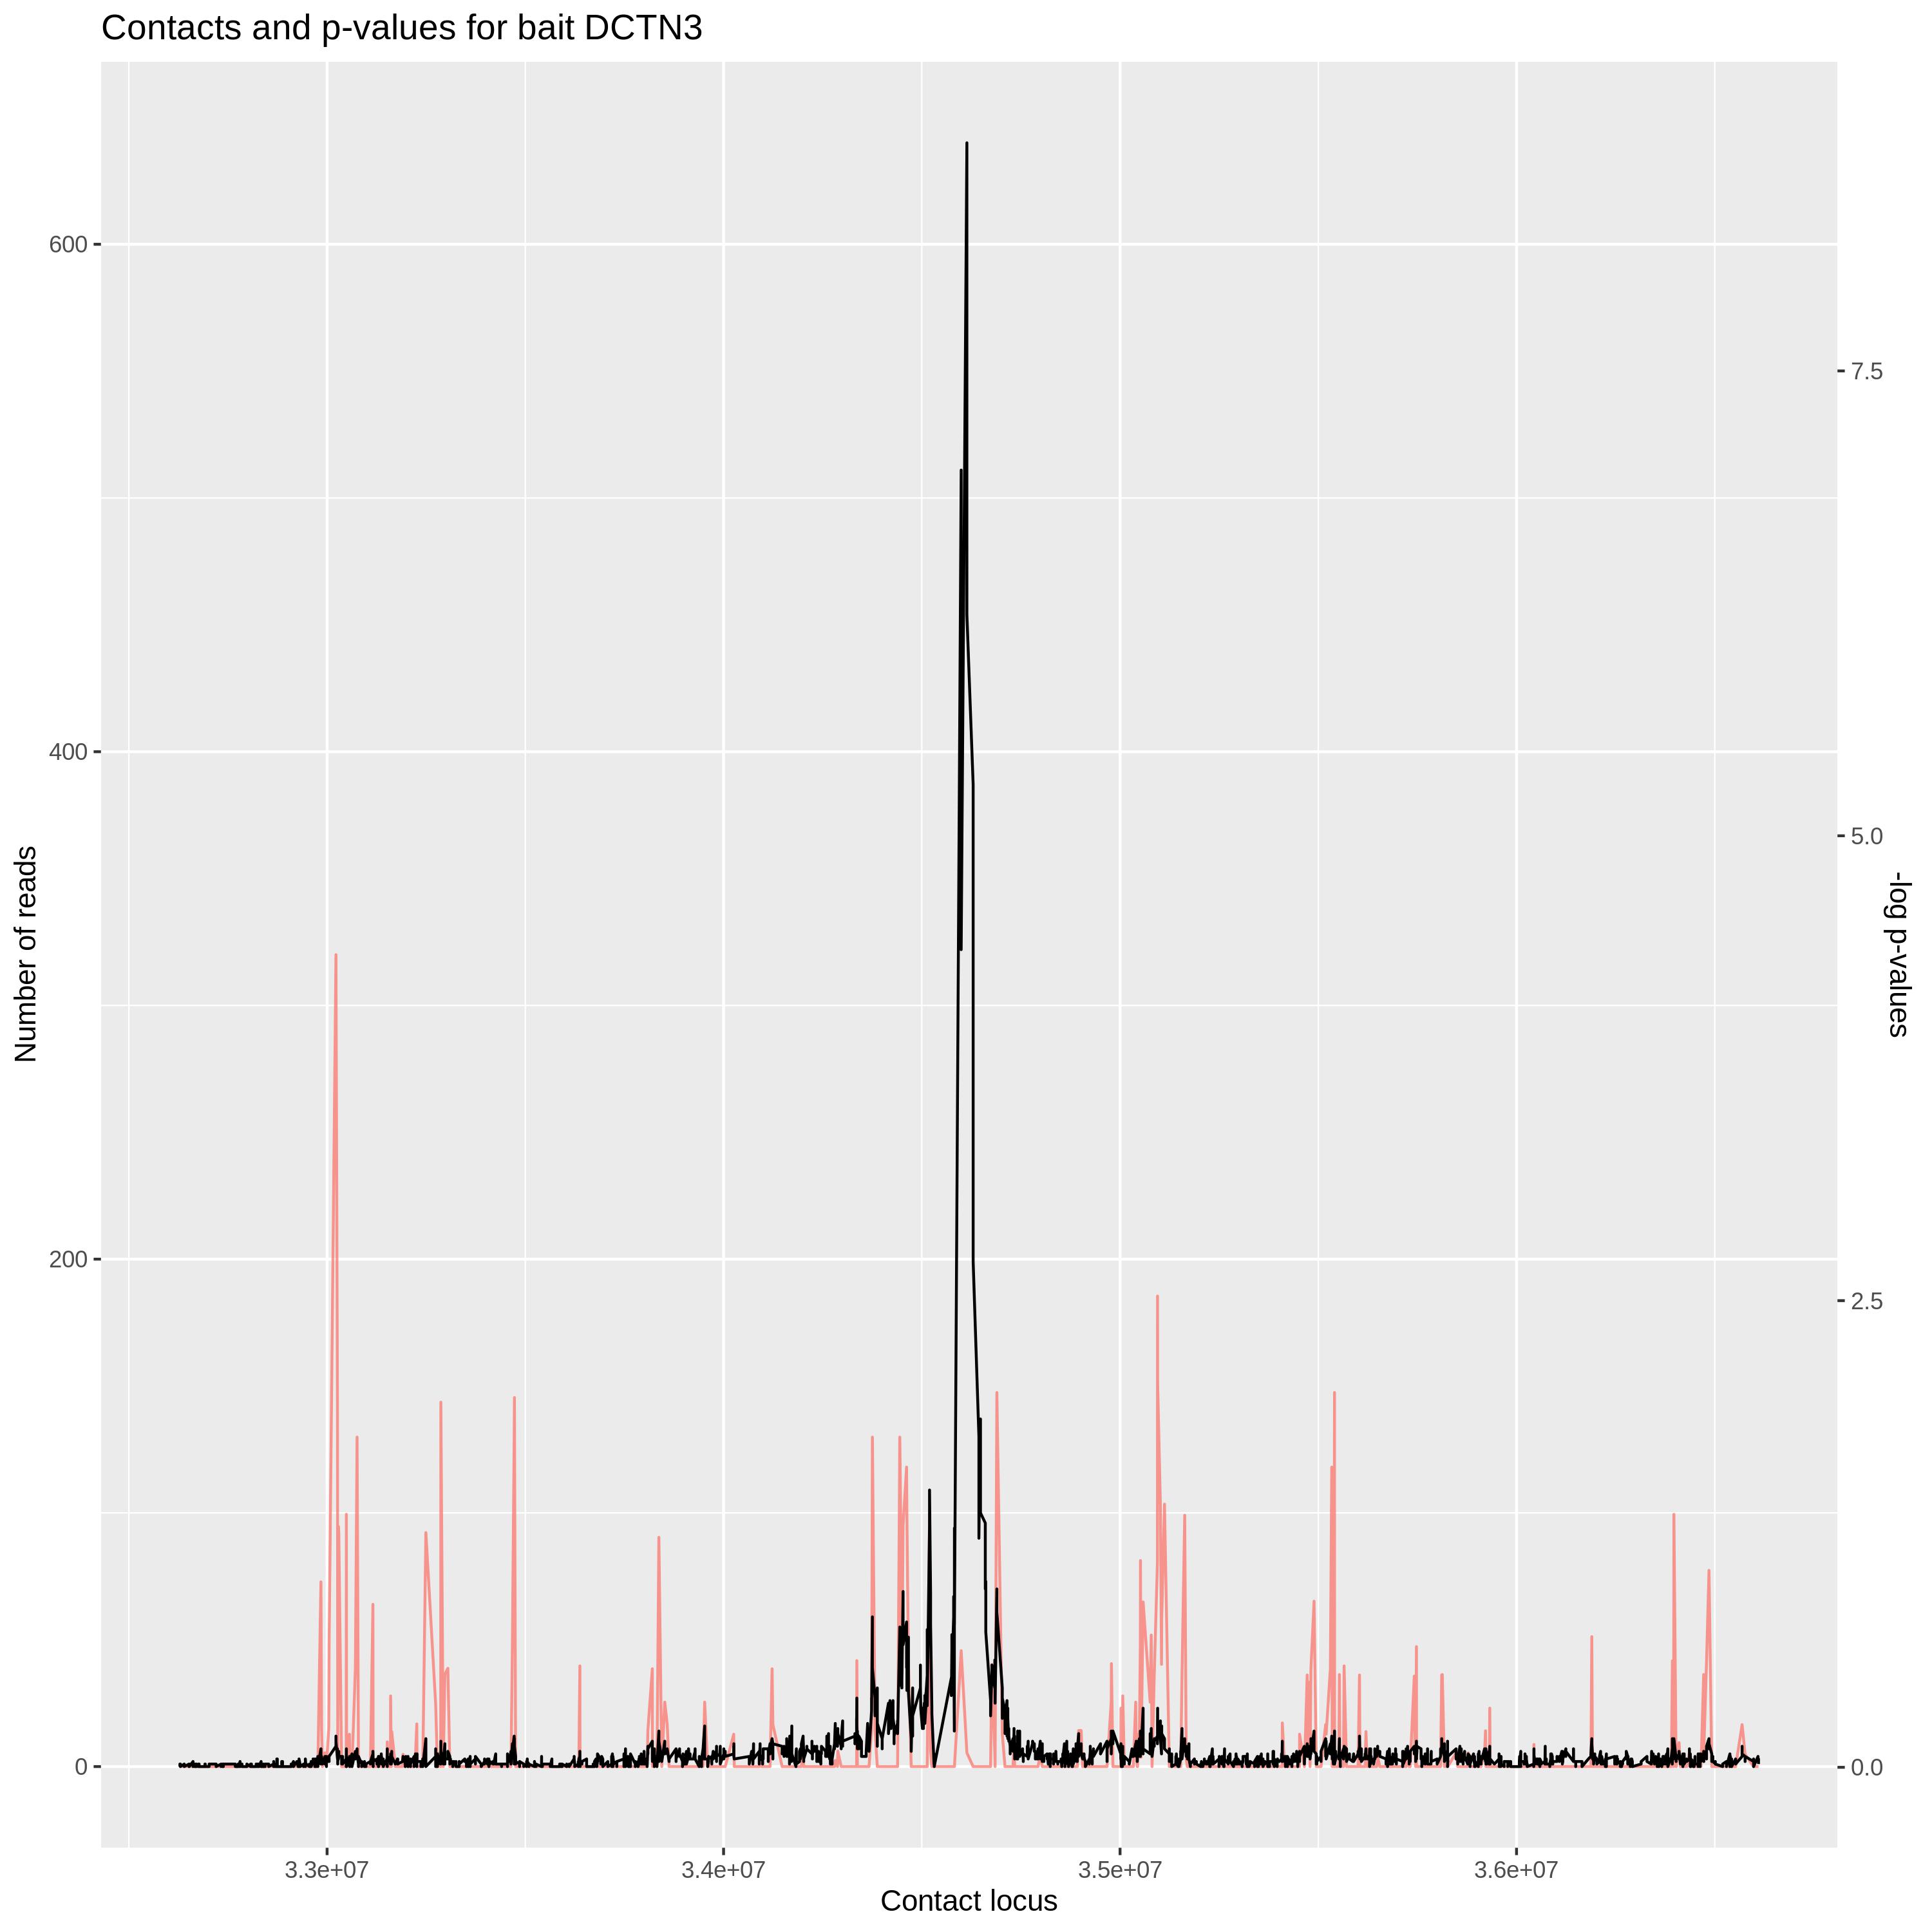 Contacts and p-values for bait DCTN3
600
400
200
0
Number of reads
7.5
5.0
2.5
0.0
-log p-values
3.3e+07
3.4e+07
3.5e+07
3.6e+07
Contact locus